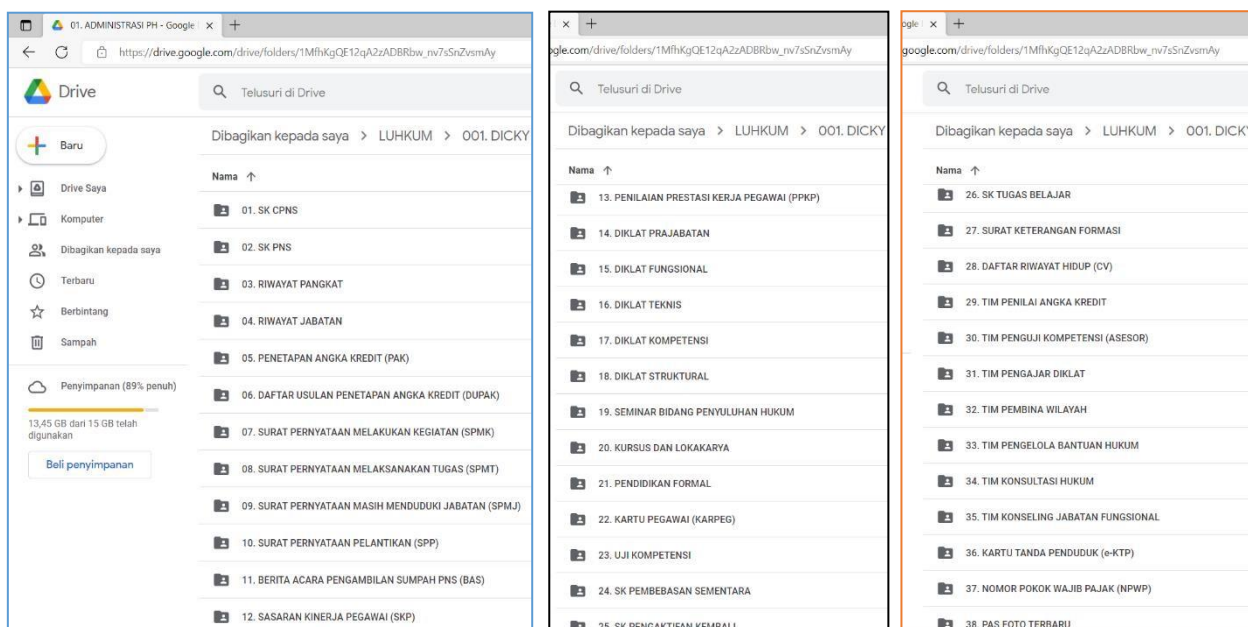 01. ADMINISTRASI PH - Google
https://drive.google.com/drive/folders/1MfhKgQE12qA2zADBRbw_nv7sSnZvsmAy
Drive
Telusuri di Drive
Baru
Drive Saya
Komputer
Dibagikan kepada saya
Terbaru
Berbintang
Sampah
Penyimpanan (89% penuh)
13,45 GB dari 15 GB telah
digunakan
Beli penyimpanan
Dibagikan kepada saya > LUHKUM > 001. DICKY
Nama
01. SK CPNS
02. SK PNS
03. RIWAYAT PANGKAT
04. RIWAYAT JABATAN
05. PENETAPAN ANGKA KREDIT (PAK)
06. DAFTAR USULAN PENETAPAN ANGKA KREDIT (DUPAK)
07. SURAT PERNYATAAN MELAKUKAN KEGIATAN (SPMK)
08. SURAT PERNYATAAN MELAKSANAKAN TUGAS (SPMT)
09. SURAT PERNYATAAN MASIH MENDUDUKI JABATAN (SPMJ)
10. SURAT PERNYATAAN PELANTIKAN (SPP)
11. BERITA ACARA PENGAMBILAN SUMPAH PNS (BAS)
12. SASARAN KINERJA PEGAWAI (SKP)
ogle.com/drive/folders/1MfhKgQE12qA2zADBRbw_nv7sSnZvsmAy
Telusuri di Drive
Dibagikan kepada saya > LUHKUM > 001. DICKY
Nama
13. PENILAIAN PRESTASI KERJA PEGAWAI (PPKP)
14. DIKLAT PRAJABATAN
15. DIKLAT FUNGSIONAL
16. DIKLAT TEKNIS
17. DIKLAT KOMPETENSI
18. DIKLAT STRUKTURAL
19. SEMINAR BIDANG PENYULUHAN HUKUM
20. KURSUS DAN LOKAKARYA
21. PENDIDIKAN FORMAL
22. KARTU PEGAWAI (KARPEG)
23. UJI KOMPETENSI
24. SK PEMBEBASAN SEMENTARA
25. SK PENGAKTIFAN KEMBALI
ogle
google.com/drive/folders/1MfhKgQE12qA2zADBRbw_nv7sSnZvsmAy
Telusuri di Drive
Dibagikan kepada saya > LUHKUM > 001. DICKY
Nama
26. SK TUGAS BELAJAR
27. SURAT KETERANGAN FORMASI
28. DAFTAR RIWAYAT HIDUP (CV)
29. TIM PENILAI ANGKA KREDIT
30. TIM PENGUJI KOMPETENSI (ASESOR)
31. TIM PENGAJAR DIKLAT
32. TIM PEMBINA WILAYAH
33. TIM PENGELOLA BANTUAN HUKUM
34. TIM KONSULTASI HUKUM
35. TIM KONSELING JABATAN FUNGSIONAL
36. KARTU TANDA PENDUDUK (e-KTP)
37. NOMOR POKOK WAJIB PAJAK (NPWP)
38. PAS FOTO TERBARU